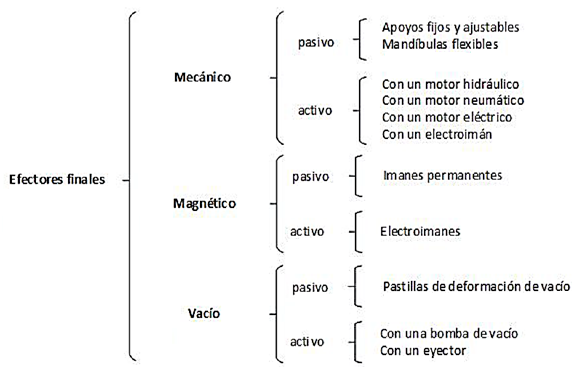 Efectores finales
Mecánico
pasivo
Apoyos fijos y ajustables
Mandíbulas flexibles
activo
Con un motor hidráulico
Con un motor neumático
Con un motor eléctrico
Con un electroimán
Magnético
pasivo
Imanes permanentes
activo
Electroimanes
Vacío
pasivo
Pastillas de deformación de vacío
activo
Con una bomba de vacío
Con un eyector